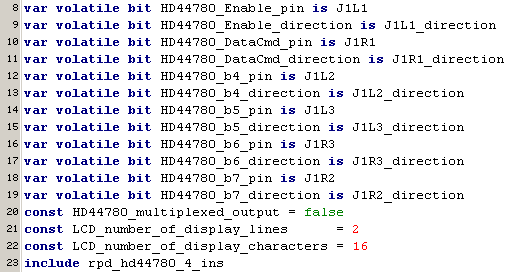 8 var volatile bit HD44780_Enable_pin is J1L1
9 var volatile bit HD44780_Enable_direction is J1L1_direction
10 var volatile bit HD44780_DataCmd_pin is J1R1
11 var volatile bit HD44780_DataCmd_direction is J1R1_direction
12 var volatile bit HD44780_b4_pin is J1L2
13 var volatile bit HD44780_b4_direction is J1L2_direction
14 var volatile bit HD44780_b5_pin is J1L3
15 var volatile bit HD44780_b5_direction is J1L3_direction
16 var volatile bit HD44780_b6_pin is J1R3
17 var volatile bit HD44780_b6_direction is J1R3_direction
18 var volatile bit HD44780_b7_pin is J1R2
19 var volatile bit HD44780_b7_direction is J1R2_direction
20 const HD44780_multiplexed_output = false
21 const LCD_number_of_display_lines      = 2
22 const LCD_number_of_display_characters = 16
23 include rpd_hd44780_4_ins